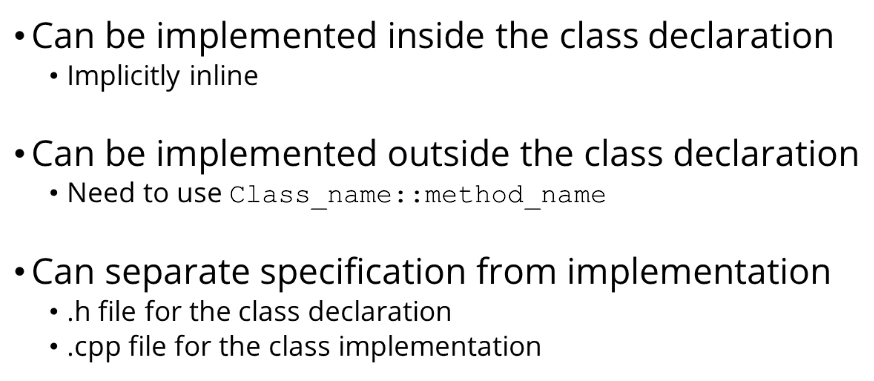 • Can be implemented inside the class declaration
• Implicitly inline
• Can be implemented outside the class declaration
• Need to use Class_name::method_name
• Can separate specification from implementation
• .h file for the class declaration
• .cpp file for the class implementation